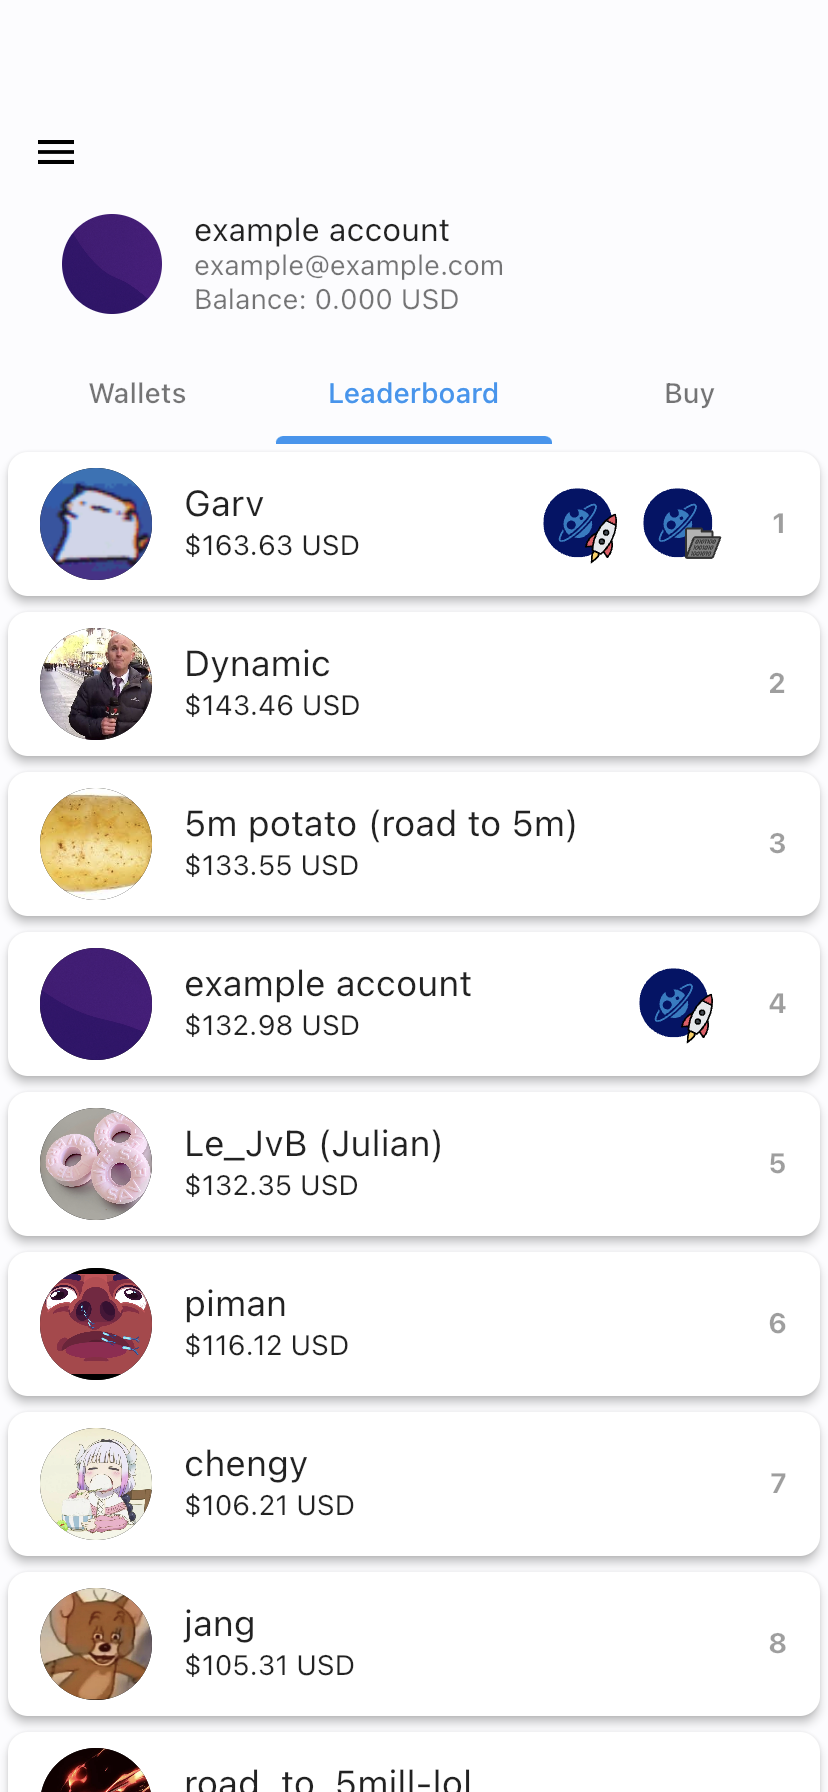 example account
example@example.com
Balance: 0.000 USD
Wallets
Leaderboard
Buy
Garv
$163.63 USD
1
Dynamic
$143.46 USD
2
5m potato (road to 5m)
$133.55 USD
3
example account
$132.98 USD
4
Le_JvB (Julian)
$132.35 USD
5
piman
$116.12 USD
6
chengy
$106.21 USD
7
jang
$105.31 USD
8
road_to_5mill-lol